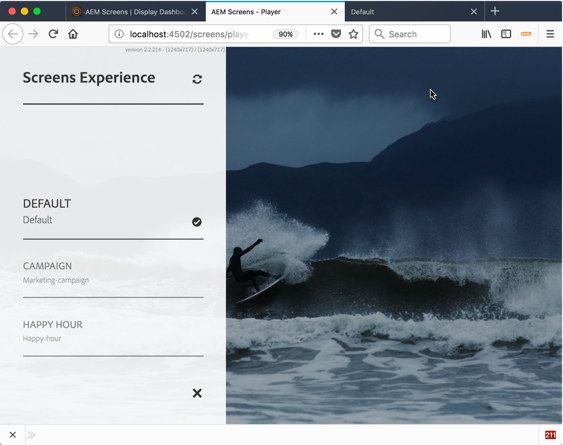 AEM Screens | Display Dashbo
AEM Screens - Player
Default
localhost:4502/screens/playe
90%
Search
version 2.2.214 - (1240x717) / (1240x717)
Screens Experience
DEFAULT
Default
CAMPAIGN
Marketing-campaign
HAPPY HOUR
Happy-hour
211